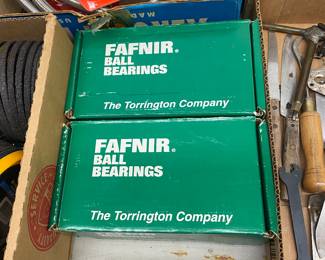 FAFNIR®
BALL
BEARINGS
The Torrington Company
FAFNIR®
BALL
BEARINGS
The Torrington Company